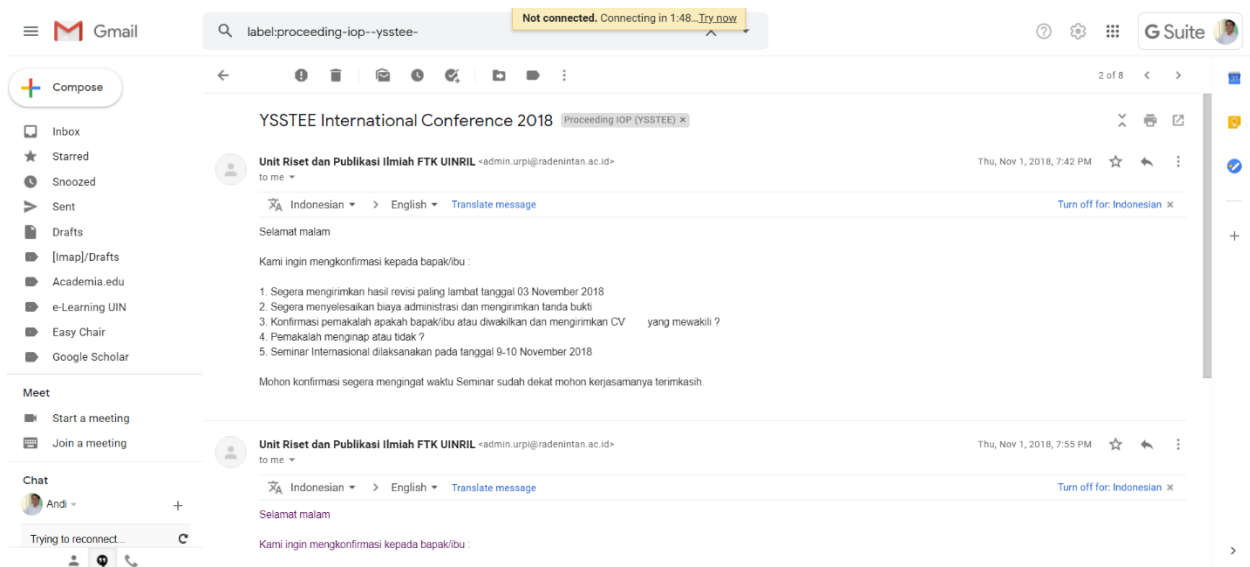 Not connected. Connecting in 1:48... Try now
Gmail
label:proceeding-iop--ysstee-
G Suite
Compose
2 of 8
Inbox
Starred
Snoozed
Sent
Drafts
[Imap]/Drafts
Academia.edu
e-Learning UIN
Easy Chair
Google Scholar
Meet
Start a meeting
Join a meeting
Chat
Andi
Trying to reconnect...
YSSTEE International Conference 2018 Proceeding IOP (YSSTEE) ×
Unit Riset dan Publikasi Ilmiah FTK UINRIL <admin.urpi@radenintan.ac.id> Thu, Nov 1, 2018, 7:42 PM
to me
Indonesian > English Translate message Turn off for: Indonesian ×
Selamat malam
Kami ingin mengkonfirmasi kepada bapak/ibu :
1. Segera mengirimkan hasil revisi paling lambat tanggal 03 November 2018
2. Segera menyelesaikan biaya administrasi dan mengirimkan tanda bukti
3. Konfirmasi pemakalah apakah bapak/ibu atau diwakilkan dan mengirimkan CV yang mewakili ?
4. Pemakalah menginap atau tidak ?
5. Seminar Internasional dilaksanakan pada tanggal 9-10 November 2018
Mohon konfirmasi segera mengingat waktu Seminar sudah dekat mohon kerjasamanya terimkasih.
Unit Riset dan Publikasi Ilmiah FTK UINRIL <admin.urpi@radenintan.ac.id> Thu, Nov 1, 2018, 7:55 PM
to me
Indonesian > English Translate message Turn off for: Indonesian ×
Selamat malam
Kami ingin mengkonfirmasi kepada bapak/ibu :